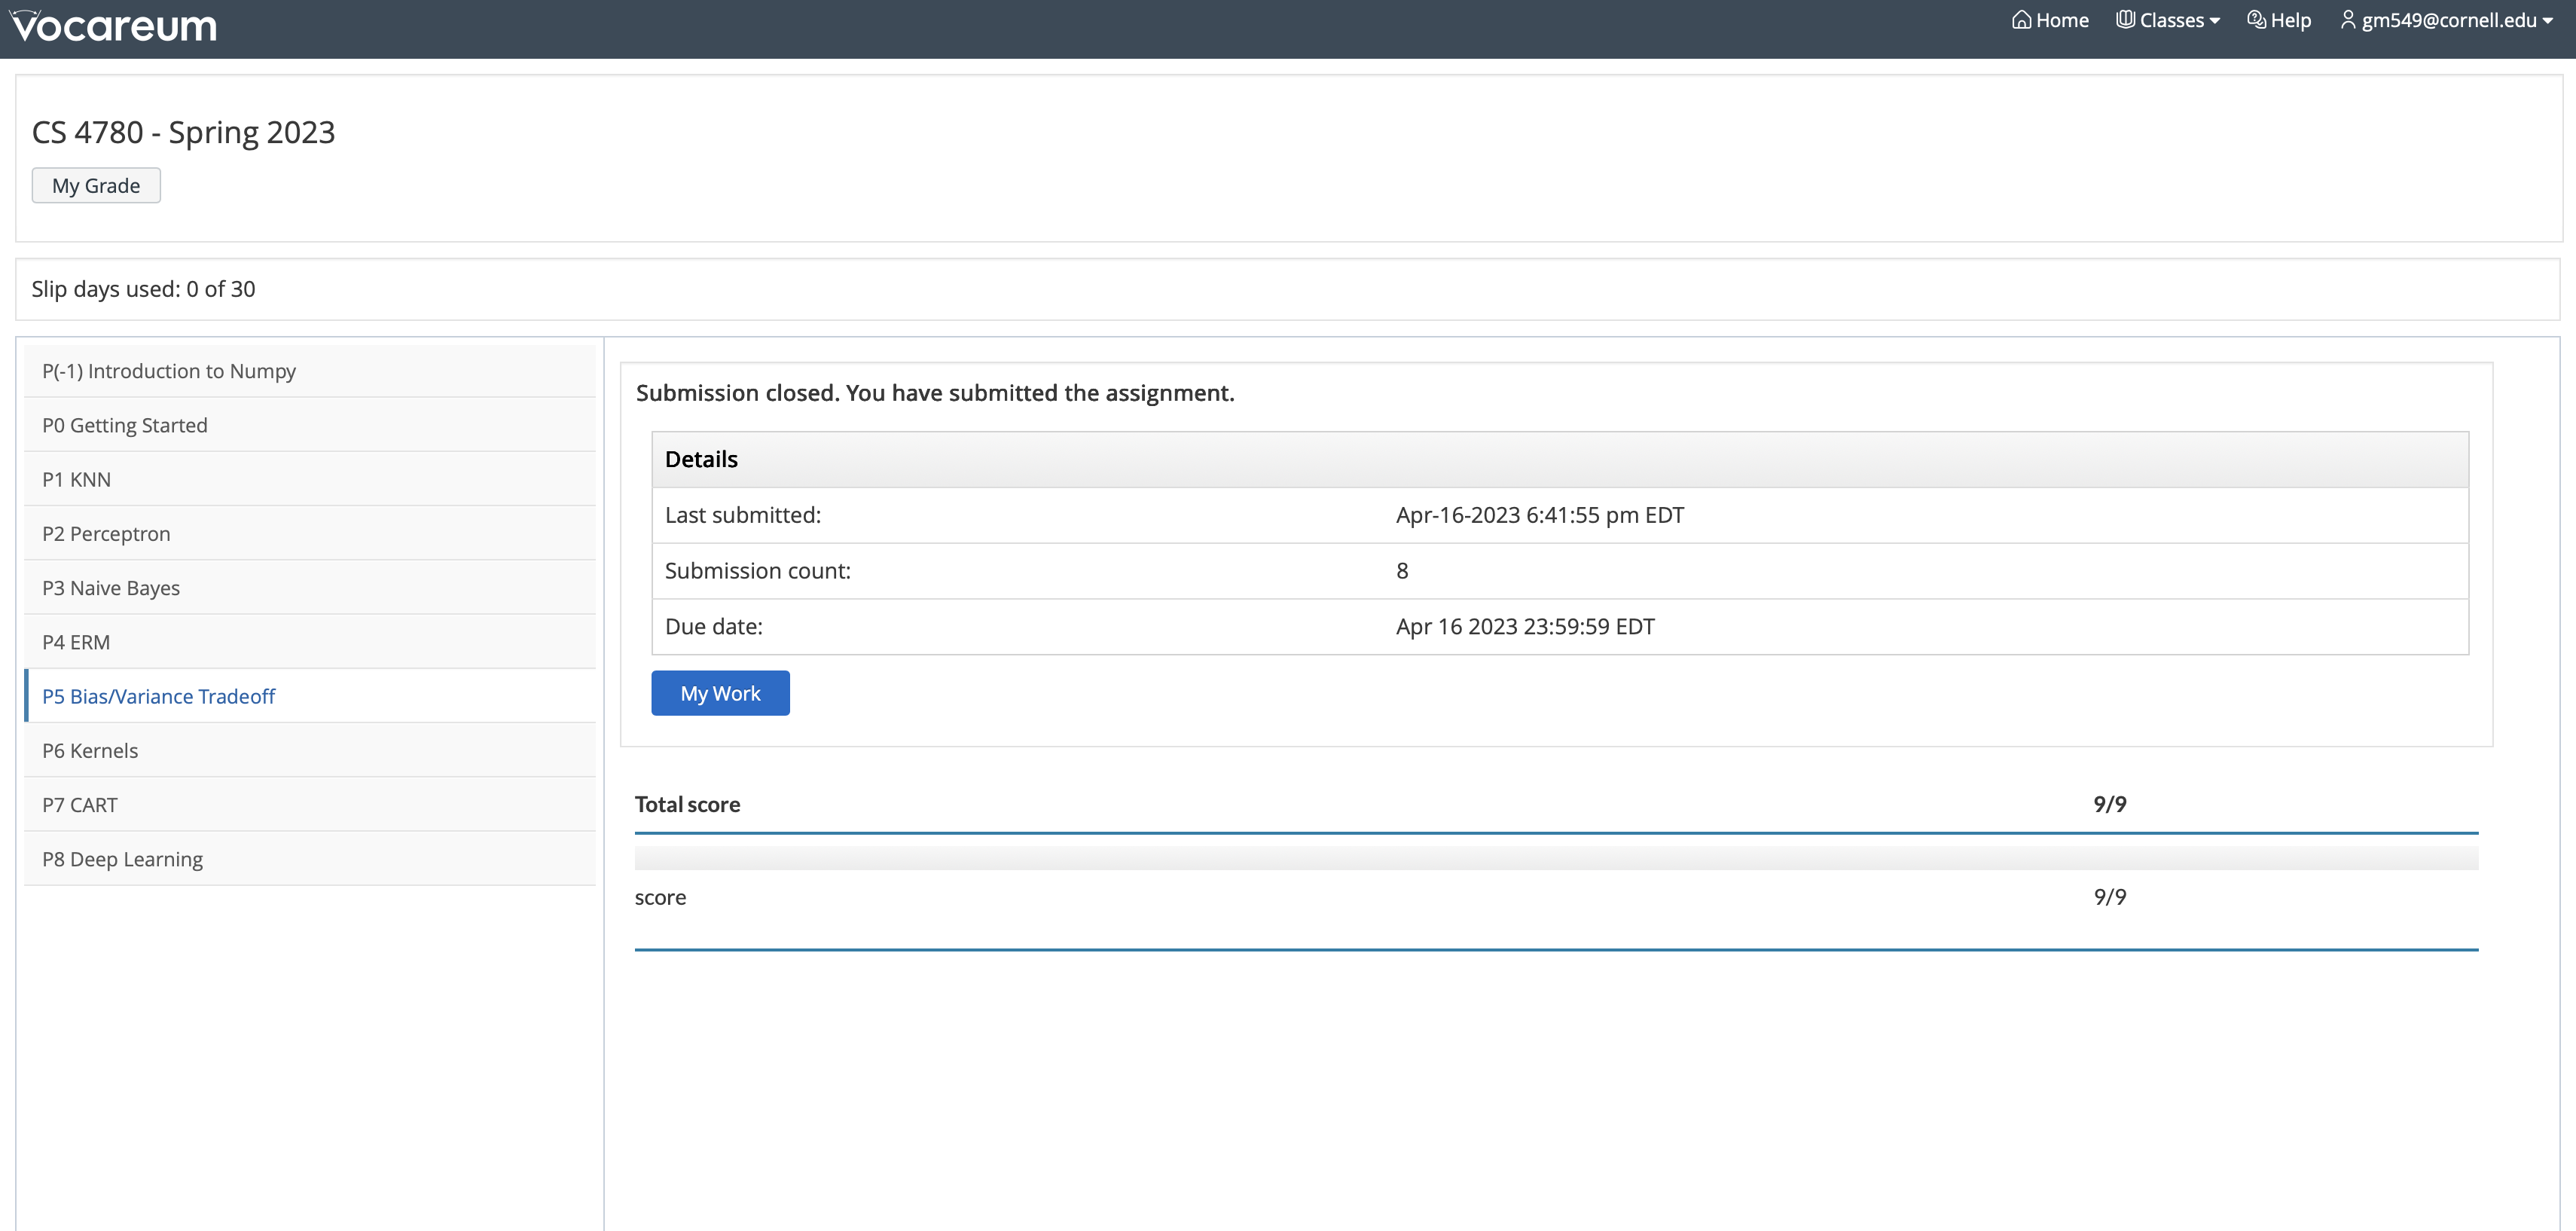 vocareum
Home Classes Help gm549@cornell.edu
CS 4780 - Spring 2023
My Grade
Slip days used: 0 of 30
P(-1) Introduction to Numpy
P0 Getting Started
P1 KNN
P2 Perceptron
P3 Naive Bayes
P4 ERM
P5 Bias/Variance Tradeoff
P6 Kernels
P7 CART
P8 Deep Learning
Submission closed. You have submitted the assignment.
Details
Last submitted: Apr-16-2023 6:41:55 pm EDT
Submission count: 8
Due date: Apr 16 2023 23:59:59 EDT
My Work
Total score 9/9
score 9/9